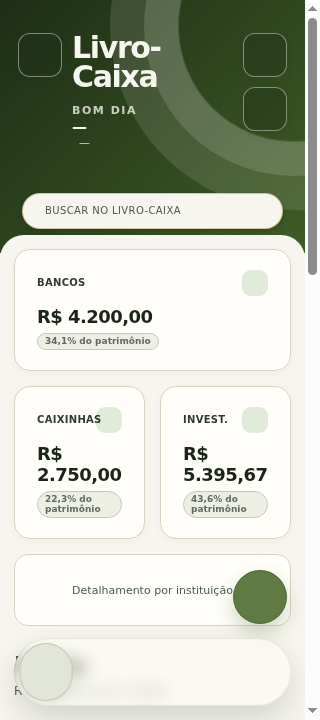 Livro-
Caixa
BOM DIA
—
—
BUSCAR NO LIVRO-CAIXA
BANCOS
R$ 4.200,00
34,1% do patrimônio
CAIXINHAS
R$
2.750,00
22,3% do
patrimônio
INVEST.
R$
5.395,67
43,6% do
patrimônio
Detalhamento por instituição